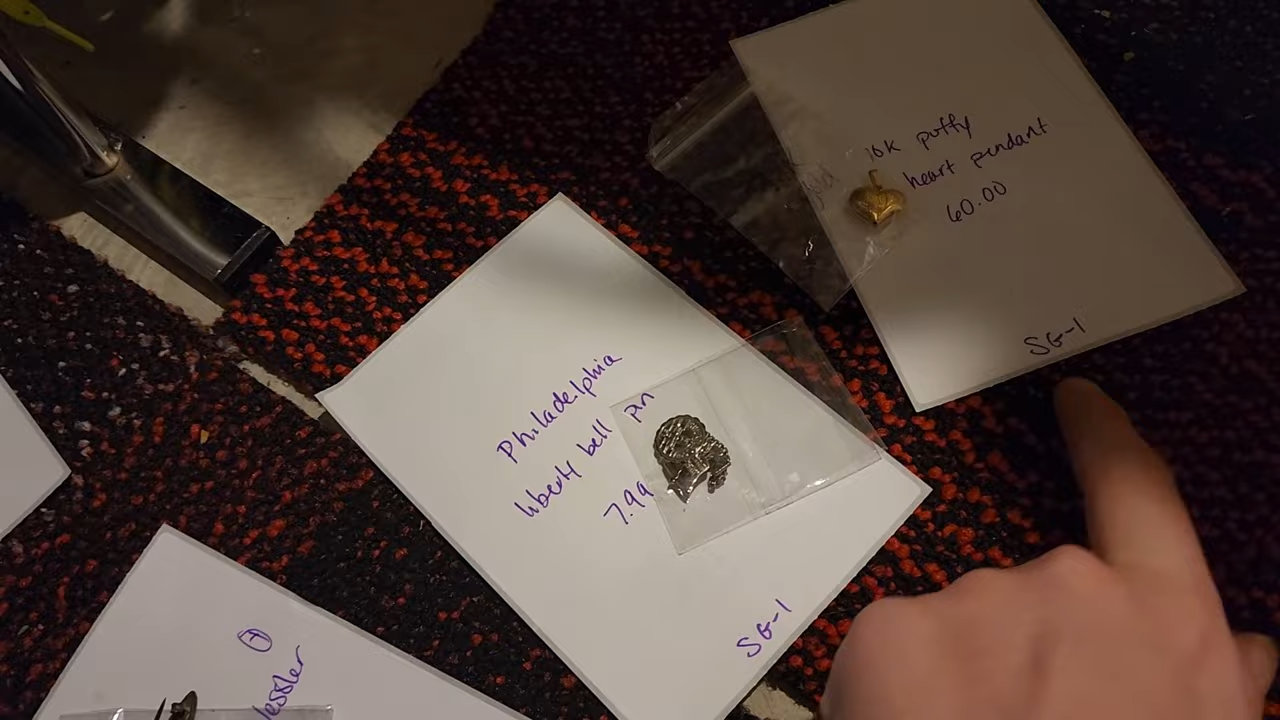 10K puffy
heart pendant
60.00
SG-1
Philadelphia
liberty bell pin
7.99
SG-1